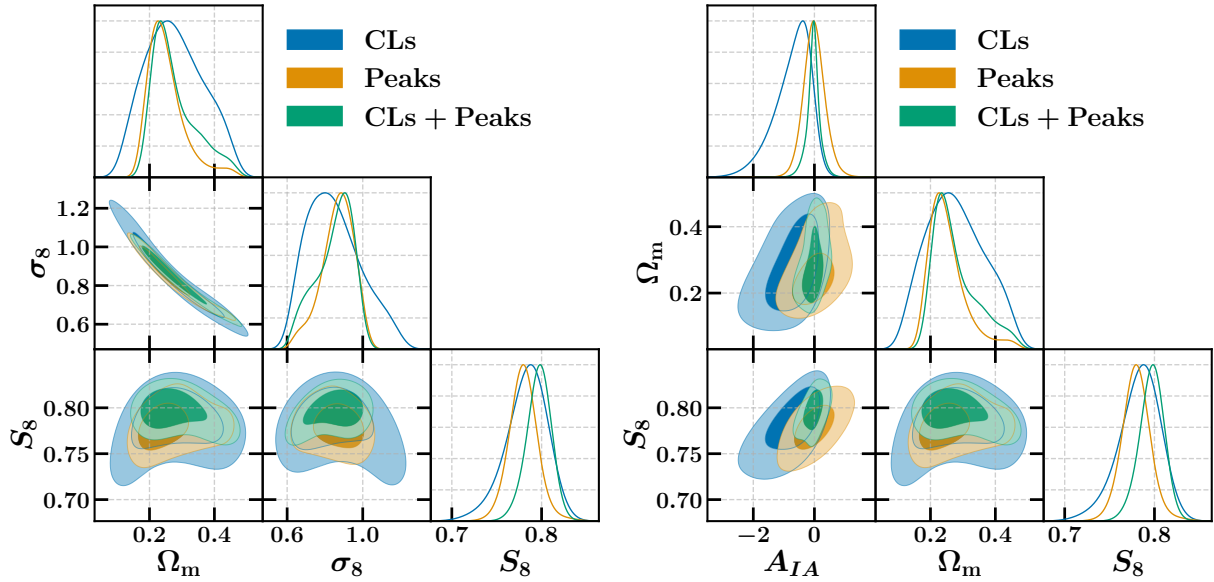 CLs
Peaks
CLs + Peaks
1.2
1.0
0.8
0.6
σ₈
0.80
0.75
0.70
S₈
0.2 0.4
Ωₘ
0.6 1.0
σ₈
0.7 0.8
S₈
CLs
Peaks
CLs + Peaks
0.4
0.2
Ωₘ
0.80
0.75
0.70
S₈
−2 0
A_{IA}
0.2 0.4
Ωₘ
0.7 0.8
S₈